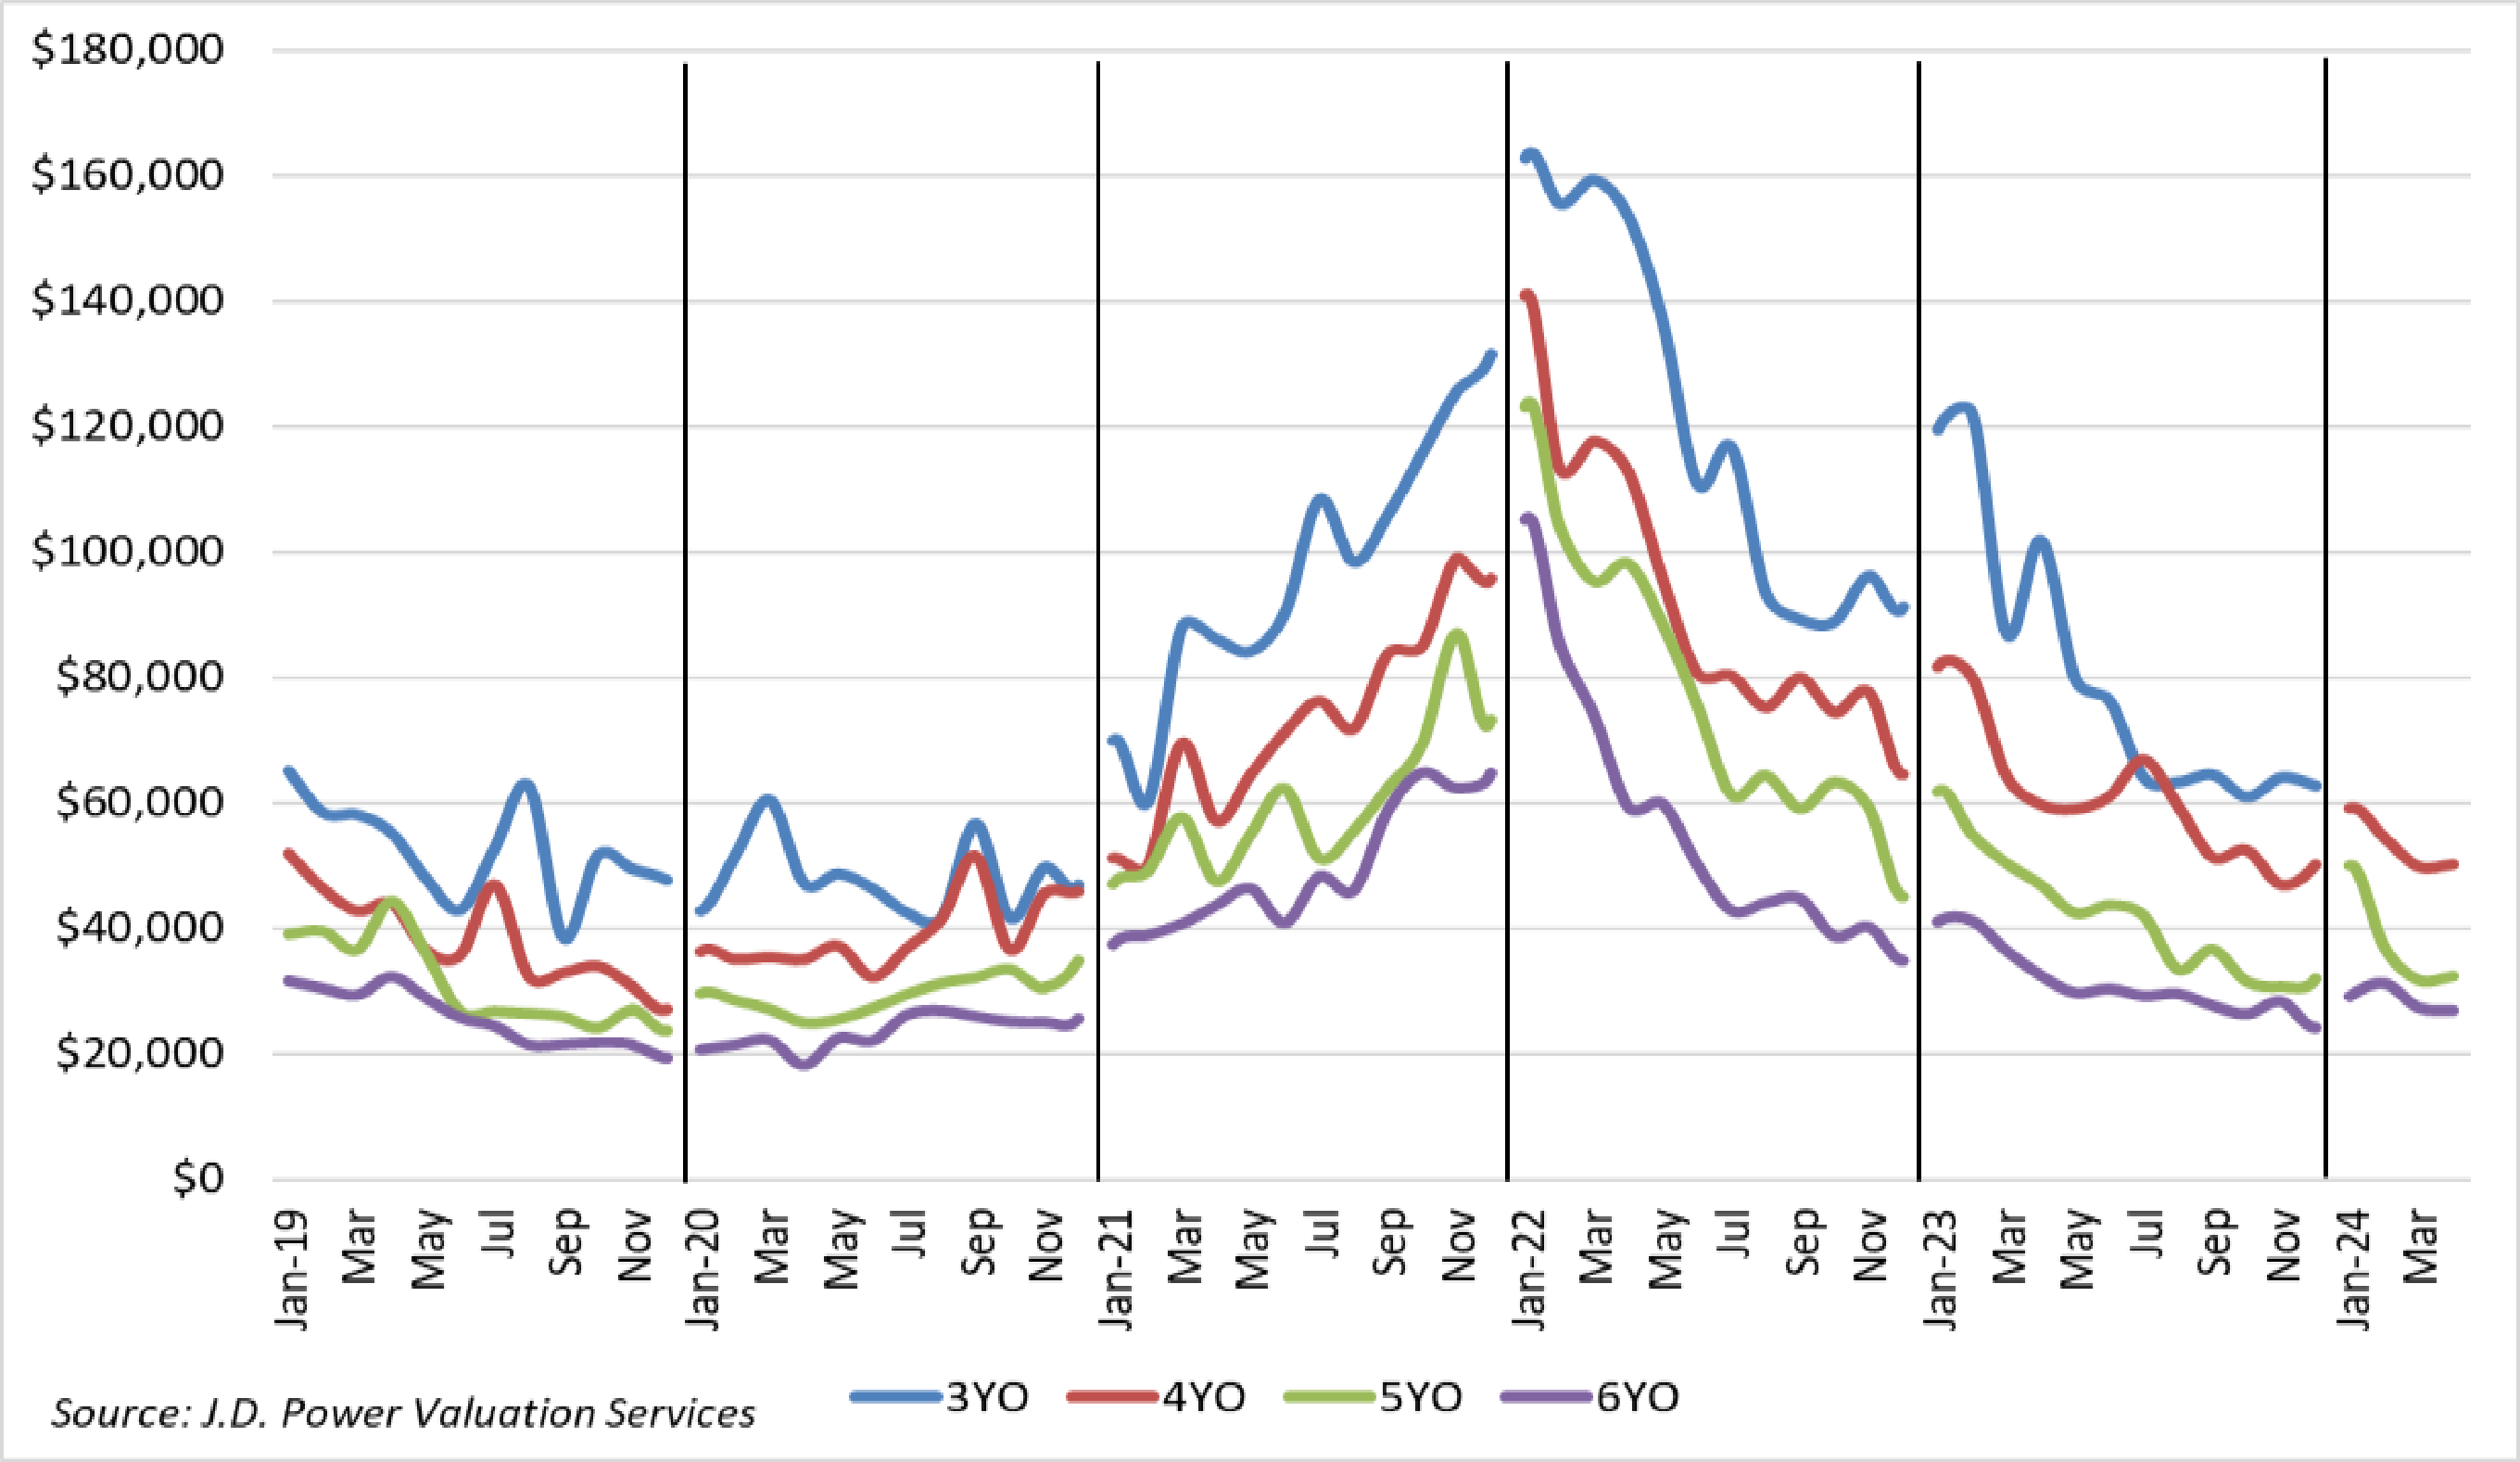 $180,000
$160,000
$140,000
$120,000
$100,000
$80,000
$60,000
$40,000
$20,000
$0
Jan-19
Mar
May
Jul
Sep
Nov
Jan-20
Mar
May
Jul
Sep
Nov
Jan-21
Mar
May
Jul
Sep
Nov
Jan-22
Mar
May
Jul
Sep
Nov
Jan-23
Mar
May
Jul
Sep
Nov
Jan-24
Mar
3YO 4YO 5YO 6YO
Source: J.D. Power Valuation Services